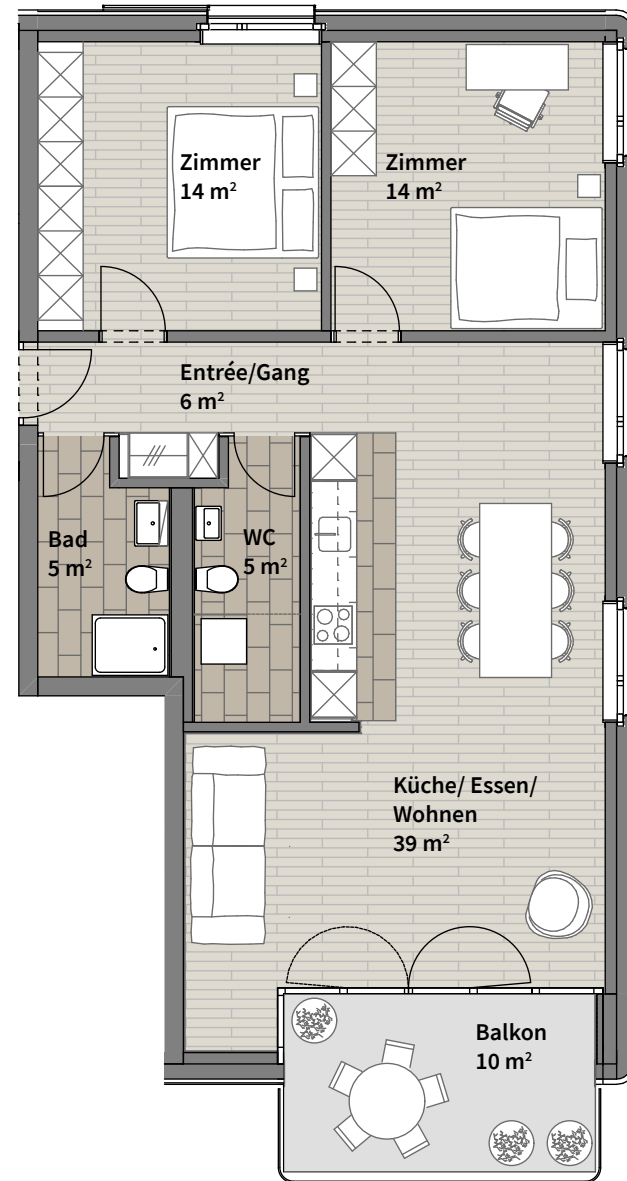 Zimmer
14 m²
Zimmer
14 m²
Entrée/Gang
6 m²
Bad
5 m²
WC
5 m²
Küche/ Essen/
Wohnen
39 m²
Balkon
10 m²